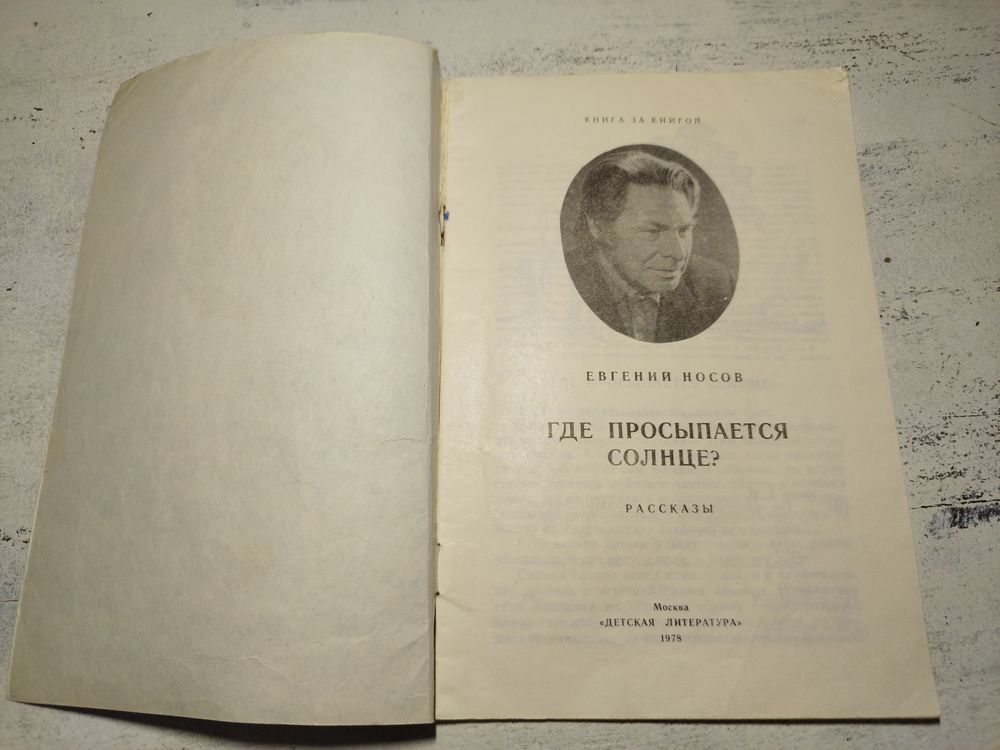 КНИГА ЗА КНИГОЙ
ЕВГЕНИЙ НОСОВ
ГДЕ ПРОСЫПАЕТСЯ
СОЛНЦЕ?
РАССКАЗЫ
Москва
«ДЕТСКАЯ ЛИТЕРАТУРА»
1978